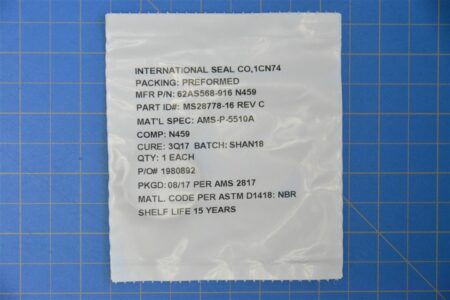 INTERNATIONAL SEAL CO,1CN74
PACKING: PREFORMED
MFR P/N: 62AS568-916 N459
PART ID#: MS28778-16 REV C
MAT'L SPEC: AMS-P-5510A
COMP: N459
CURE: 3Q17 BATCH: SHAN18
QTY: 1 EACH
P/O# 1980892
PKGD: 08/17 PER AMS 2817
MATL. CODE PER ASTM D1418: NBR
SHELF LIFE 15 YEARS